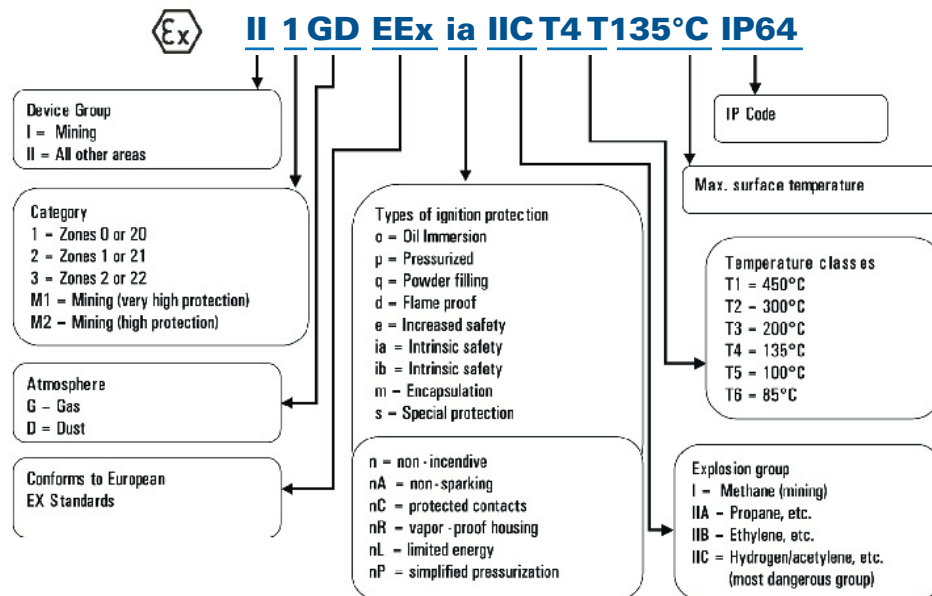 Ex II 1 GD EEx ia IIC T4 T135°C IP64
Device Group
I = Mining
II = All other areas
Category
1 = Zones 0 or 20
2 = Zones 1 or 21
3 = Zones 2 or 22
M1 = Mining (very high protection)
M2 – Mining (high protection)
Atmosphere
G – Gas
D = Dust
Conforms to European
EX Standards
Types of ignition protection
o = Oil Immersion
p = Pressurized
q = Powder filling
d = Flame proof
e = Increased safety
ia = Intrinsic safety
ib = Intrinsic safety
m – Encapsulation
s – Special protection
n = non-incendive
nA = non-sparking
nC = protected contacts
nR = vapor-proof housing
nL = limited energy
nP = simplified pressurization
IP Code
Max. surface temperature
Temperature classes
T1 = 450°C
T2 = 300°C
T3 = 200°C
T4 = 135°C
T5 = 100°C
T6 = 85°C
Explosion group
I – Methane (mining)
IIA – Propane, etc.
IIB – Ethylene, etc.
IIC = Hydrogen/acetylene, etc.
(most dangerous group)